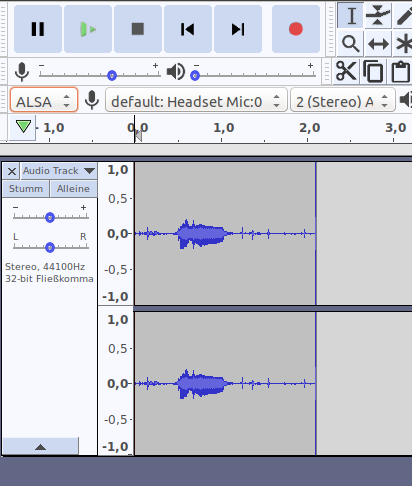 - +
- +
ALSA default: Headset Mic:0 2 (Stereo) A
- 1,0 0,0 1,0 2,0 3,0
× Audio Track
Stumm Alleine
- +
L R
Stereo, 44100Hz
32-bit Fließkomma
1,0
0,5-
0,0-
-0,5-
-1,0
1,0
0,5-
0,0-
-0,5-
-1,0